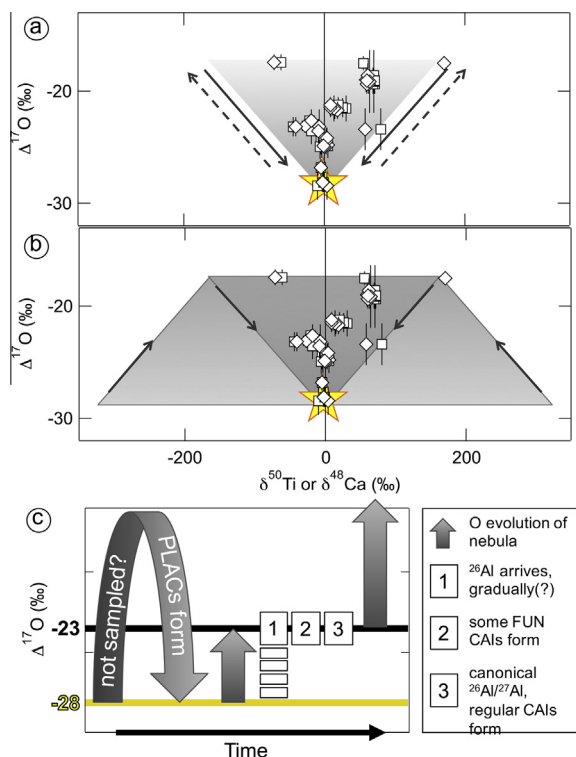 a
Δ17O (‰)
-20
-30
b
Δ17O (‰)
-20
-30
-200
0
200
δ50Ti or δ48Ca (‰)
c
Δ17O (‰)
-23
-28
not sampled?
PLACs form
1
2
3
Time
O evolution of
nebula
1
26Al arrives,
gradually(?)
2
some FUN
CAIs form
3
canonical
26Al/27Al,
regular CAIs
form